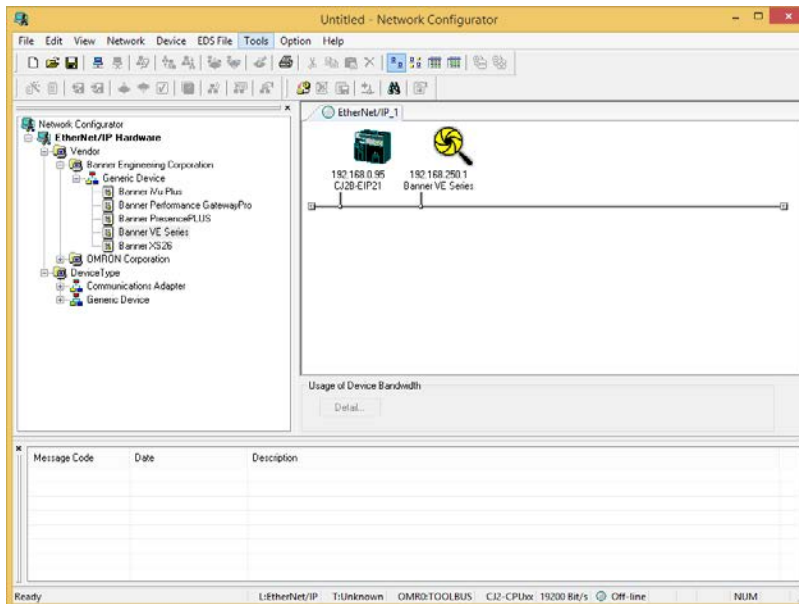 Untitled - Network Configurator
File Edit View Network Device EDS File Tools Option Help
Network Configurator
EtherNet/IP Hardware
Vendor
Banner Engineering Corporation
Generic Device
Banner iVu Plus
Banner Performance GatewayPro
Banner PresencePLUS
Banner VE Series
Banner XS26
OMRON Corporation
DeviceType
Communications Adapter
Generic Device
EtherNet/IP_1
192.168.0.95
CJ2B-EIP21
192.168.250.1
Banner VE Series
Usage of Device Bandwidth
Detail...
Message Code Date Description
Ready L:EtherNet/IP T:Unknown OMR0:TOOLBUS CJ2-CPUxx 19200 Bit/s Off-line NUM